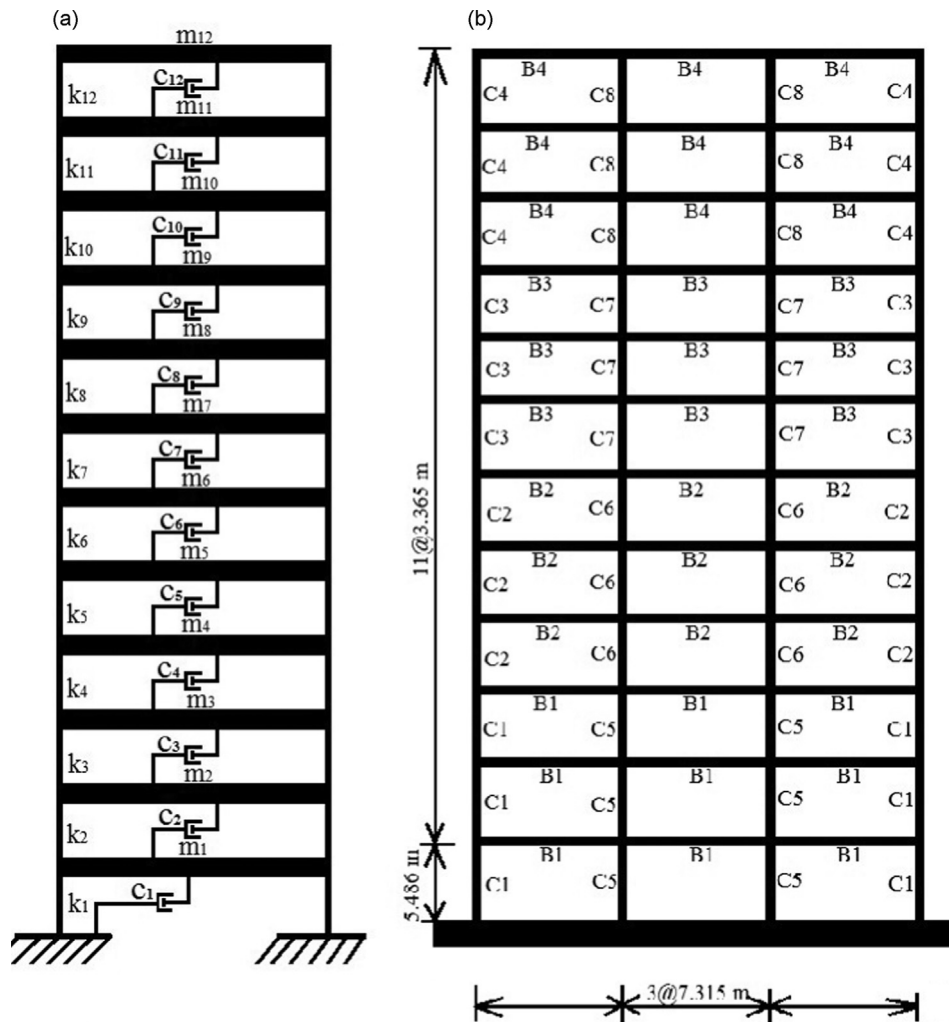 (a)
m12
C12
k12
m11
C11
k11
m10
C10
k10
m9
C9
k9
m8
C8
k8
m7
C7
k7
m6
C6
k6
m5
C5
k5
m4
C4
k4
m3
C3
k3
m2
C2
k2
m1
C1
k1
(b)
B4 B4 B4
C4 C8 C8 C4
B4 B4 B4
C4 C8 C8 C4
B4 B4 B4
C4 C8 C8 C4
B3 B3 B3
C3 C7 C7 C3
B3 B3 B3
C3 C7 C7 C3
B3 B3 B3
C3 C7 C7 C3
B2 B2 B2
C2 C6 C6 C2
B2 B2 B2
C2 C6 C6 C2
B2 B2 B2
C2 C6 C6 C2
B1 B1 B1
C1 C5 C5 C1
B1 B1 B1
C1 C5 C5 C1
B1 B1 B1
C1 C5 C5 C1
11@3.365 m
5.486 m
3@7.315 m